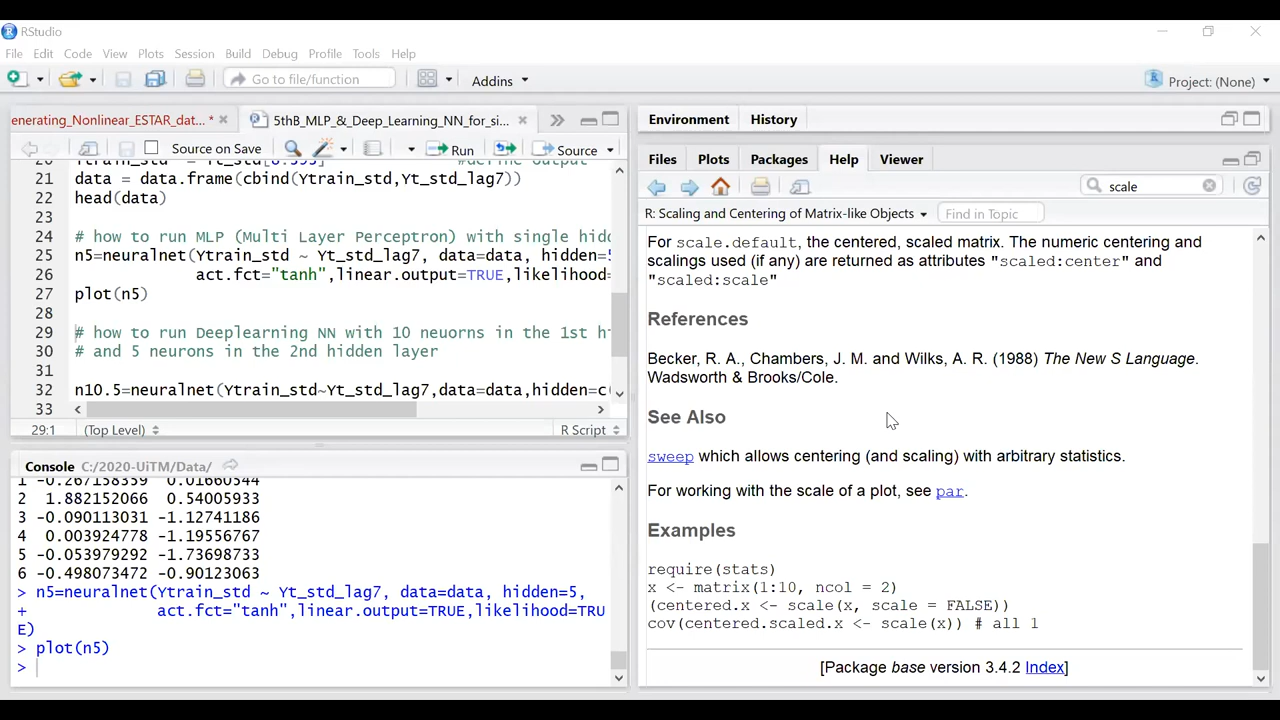 RStudio
File Edit Code View Plots Session Build Debug Profile Tools Help
Go to file/function Addins Project: (None)
enerating_Nonlinear_ESTAR_dat... * 5thB_MLP_&_Deep_Learning_NN_for_si...
Source on Save Run Source
21 data = data.frame(cbind(Ytrain_std,Yt_std_lag7))
22 head(data)
23
24 # how to run MLP (Multi Layer Perceptron) with single hidd
25 n5=neuralnet(Ytrain_std ~ Yt_std_lag7, data=data, hidden=5
26 act.fct="tanh",linear.output=TRUE,likelihood=
27 plot(n5)
28
29 # how to run Deeplearning NN with 10 neuorns in the 1st hi
30 # and 5 neurons in the 2nd hidden layer
31
32 n10.5=neuralnet(Ytrain_std~Yt_std_lag7,data=data,hidden=c(
33
29:1 (Top Level) R Script
Console C:/2020-UiTM/Data/
1 -0.267158359 0.01660544
2 1.882152066 0.54005933
3 -0.090113031 -1.12741186
4 0.003924778 -1.19556767
5 -0.053979292 -1.73698733
6 -0.498073472 -0.90123063
> n5=neuralnet(Ytrain_std ~ Yt_std_lag7, data=data, hidden=5,
+ act.fct="tanh",linear.output=TRUE,likelihood=TRU
E)
> plot(n5)
>
Environment History
Files Plots Packages Help Viewer
scale
R: Scaling and Centering of Matrix-like Objects Find in Topic
For scale.default, the centered, scaled matrix. The numeric centering and
scalings used (if any) are returned as attributes "scaled:center" and
"scaled:scale"
References
Becker, R. A., Chambers, J. M. and Wilks, A. R. (1988) The New S Language.
Wadsworth & Brooks/Cole.
See Also
sweep which allows centering (and scaling) with arbitrary statistics.
For working with the scale of a plot, see par.
Examples
require(stats)
x <- matrix(1:10, ncol = 2)
(centered.x <- scale(x, scale = FALSE))
cov(centered.scaled.x <- scale(x)) # all 1
[Package base version 3.4.2 Index]